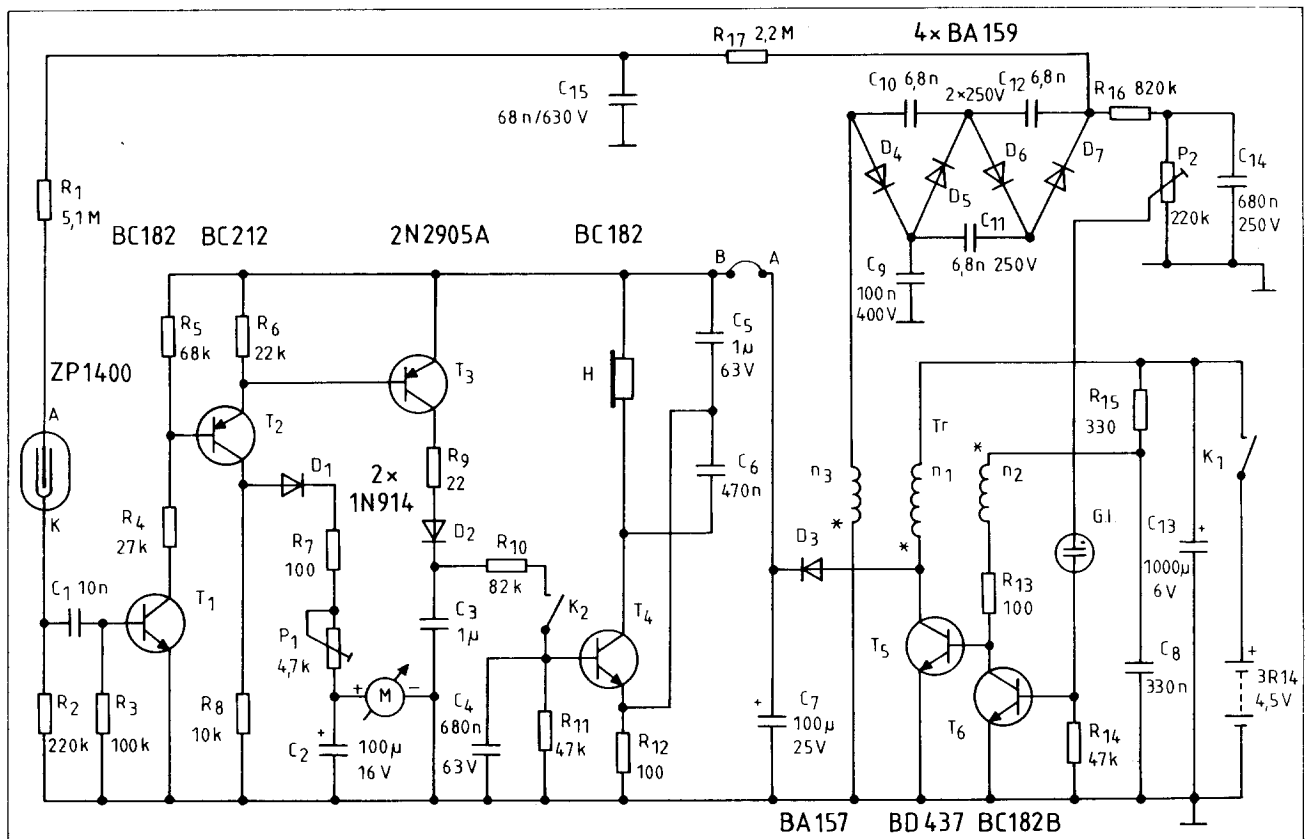 R17 2,2M
4× BA159
C10 6,8n
C12 6,8n
2×250V
R16 820k
C15
68n/630 V
D4
D5
D6
D7
P2
220k
C14
680n
250V
C11
6,8n 250V
C9
100n
400V
R1
5,1M
BC182
BC212
2N2905A
BC182
B
A
R5
68k
R6
22k
T3
H
C5
1µ
63V
ZP1400
A
K
T2
D1
2×
1N914
R9
22
D2
C6
470n
Tr
n3
n1
n2
*
*
*
R15
330
K1
G.I.
C13
1000µ
6V
+
R4
27k
R7
100
R10
82k
K2
T4
D3
R13
100
C1 10n
T1
P1
4,7k
C3
1µ
T5
T6
C8
330n
+
3R14
4,5V
R2
220k
R3
100k
R8
10k
+
M
−
C2
+
100µ
16V
C4
680n
63V
R11
47k
R12
100
+
C7
100µ
25V
R14
47k
BA157
BD437
BC182B